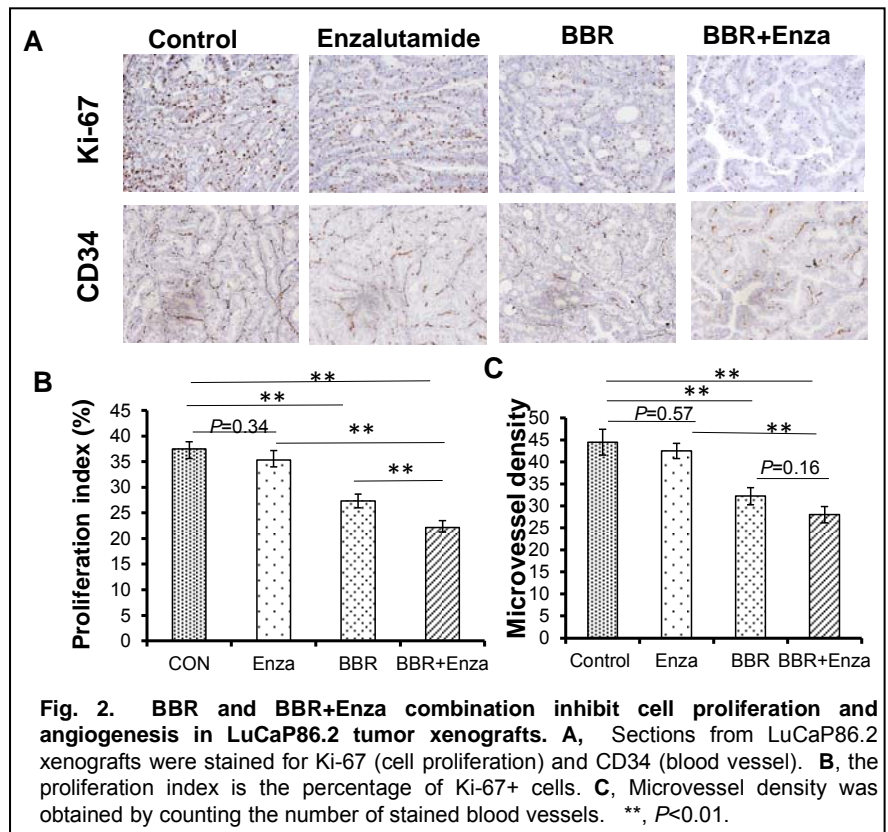 A
Control Enzalutamide BBR BBR+Enza
Ki-67
CD34
B
**
**
P=0.34
**
**
Proliferation index (%)
45
40
35
30
25
20
15
10
5
0
CON Enza BBR BBR+Enza
C
**
**
P=0.57
**
P=0.16
Microvessel density
50
45
40
35
30
25
20
15
10
5
0
Control Enza BBR BBR+Enza
Fig. 2. BBR and BBR+Enza combination inhibit cell proliferation and
angiogenesis in LuCaP86.2 tumor xenografts. A, Sections from LuCaP86.2
xenografts were stained for Ki-67 (cell proliferation) and CD34 (blood vessel). B, the
proliferation index is the percentage of Ki-67+ cells. C, Microvessel density was
obtained by counting the number of stained blood vessels. **, P<0.01.